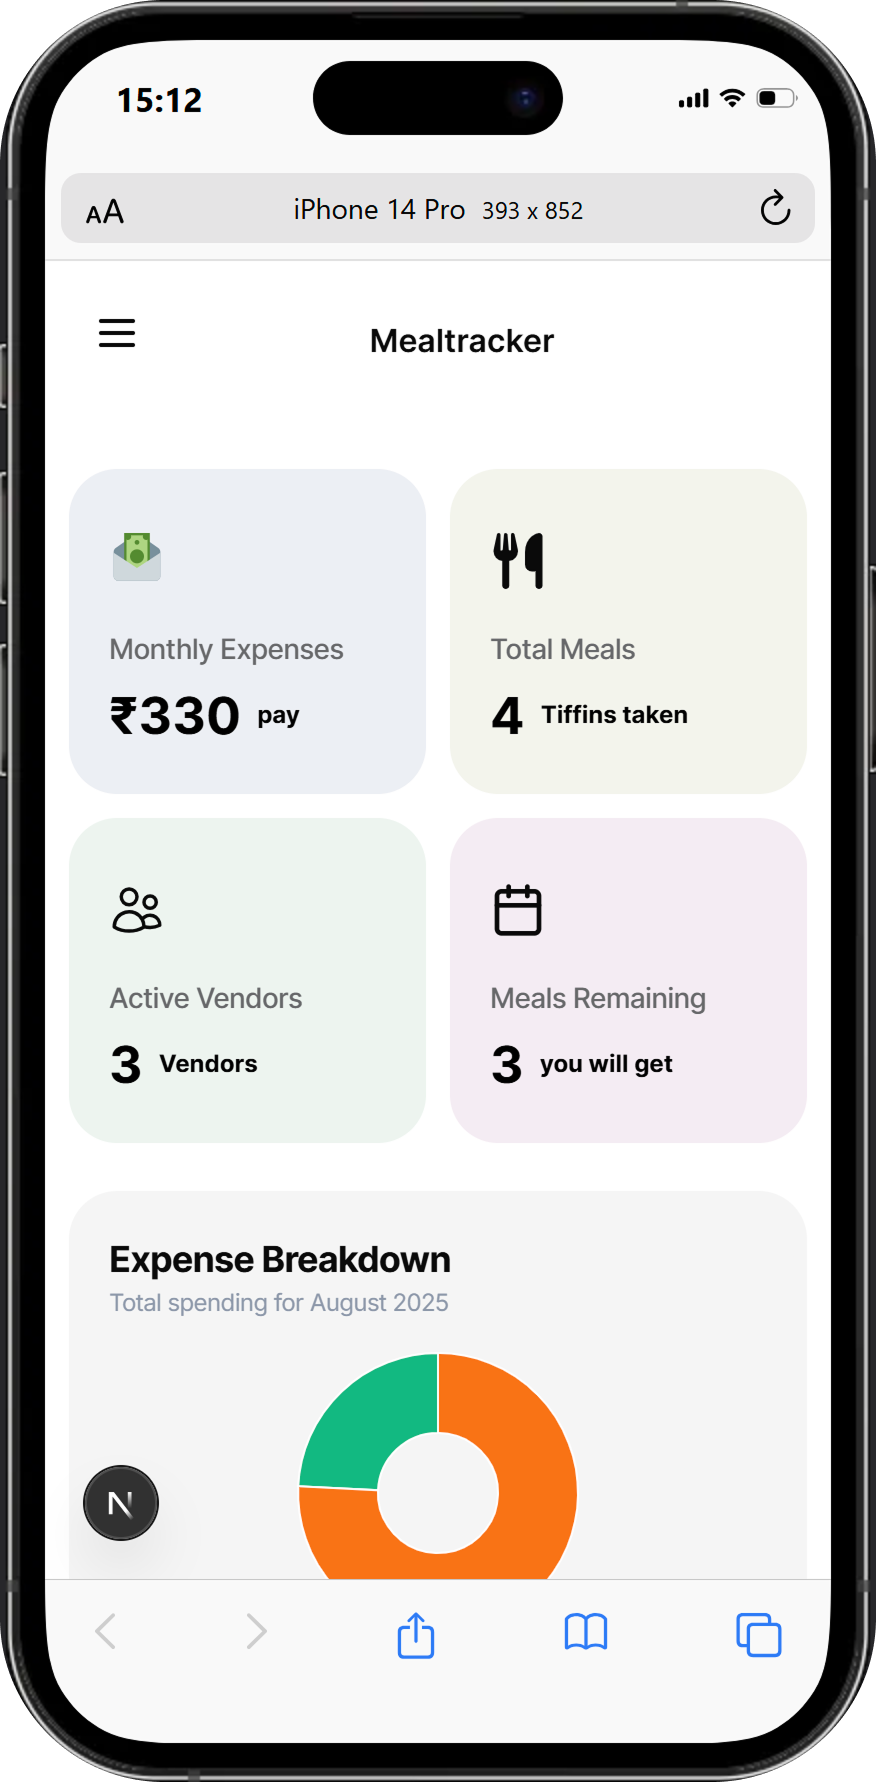 15:12
AA iPhone 14 Pro 393 x 852
Mealtracker
Monthly Expenses
₹330 pay
Total Meals
4 Tiffins taken
Active Vendors
3 Vendors
Meals Remaining
3 you will get
Expense Breakdown
Total spending for August 2025
N